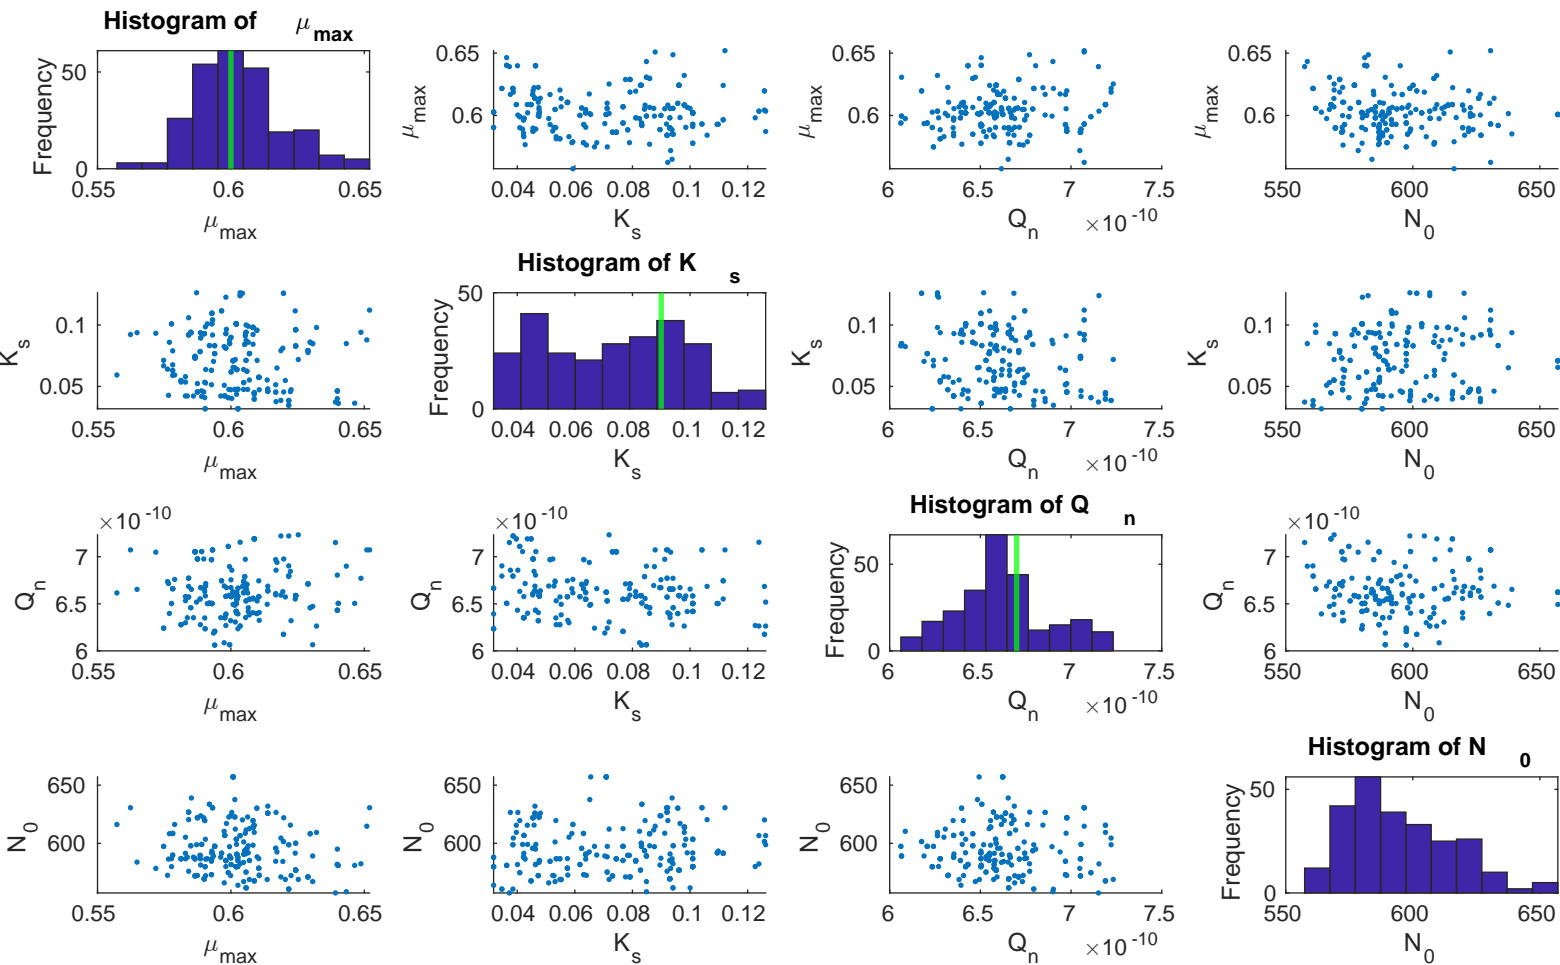 Histogram of μmax
Frequency
50
0
0.55 0.6 0.65
μmax
μmax
0.65
0.6
0.04 0.06 0.08 0.1 0.12
Ks
μmax
0.65
0.6
6 6.5 7 7.5
Qn ×10-10
μmax
0.65
0.6
550 600 650
N0
Ks
0.1
0.05
0.55 0.6 0.65
μmax
Histogram of Ks
Frequency
50
0
0.04 0.06 0.08 0.1 0.12
Ks
Ks
0.1
0.05
6 6.5 7 7.5
Qn ×10-10
Ks
0.1
0.05
550 600 650
N0
×10-10
Qn
7
6.5
6
0.55 0.6 0.65
μmax
×10-10
Qn
7
6.5
6
0.04 0.06 0.08 0.1 0.12
Ks
Histogram of Qn
Frequency
50
0
6 6.5 7 7.5
Qn ×10-10
×10-10
Qn
7
6.5
6
550 600 650
N0
N0
650
600
0.55 0.6 0.65
μmax
N0
650
600
0.04 0.06 0.08 0.1 0.12
Ks
N0
650
600
6 6.5 7 7.5
Qn ×10-10
Histogram of N0
Frequency
50
0
550 600 650
N0